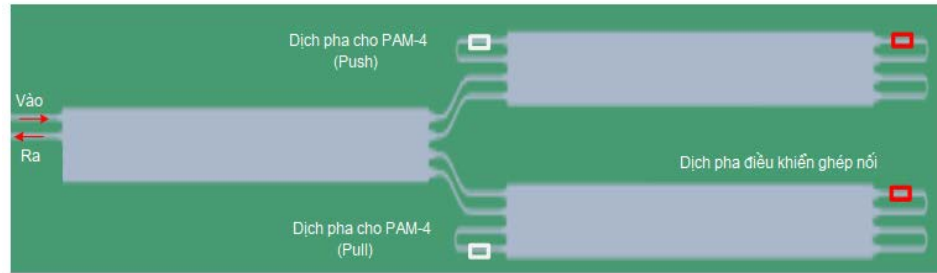 Dịch pha cho PAM-4
(Push)
Vào
Ra
Dịch pha điều khiển ghép nối
Dịch pha cho PAM-4
(Pull)